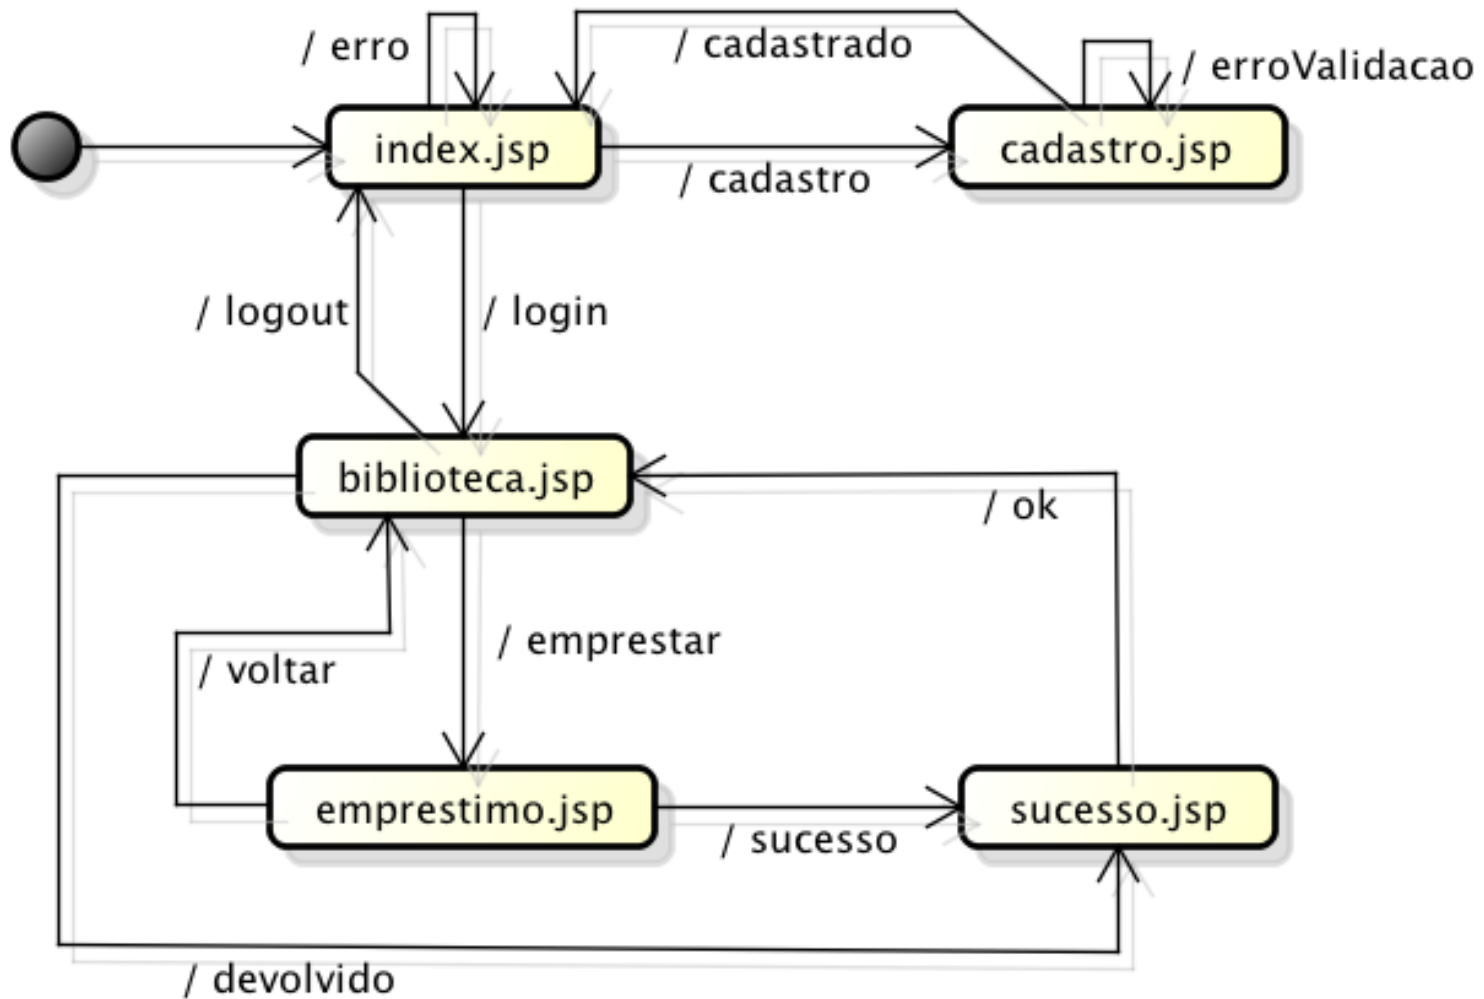 / erro
/ cadastrado
/ erroValidacao
index.jsp
cadastro.jsp
/ cadastro
/ logout
/ login
biblioteca.jsp
/ ok
/ emprestar
/ voltar
emprestimo.jsp
sucesso.jsp
/ sucesso
/ devolvido